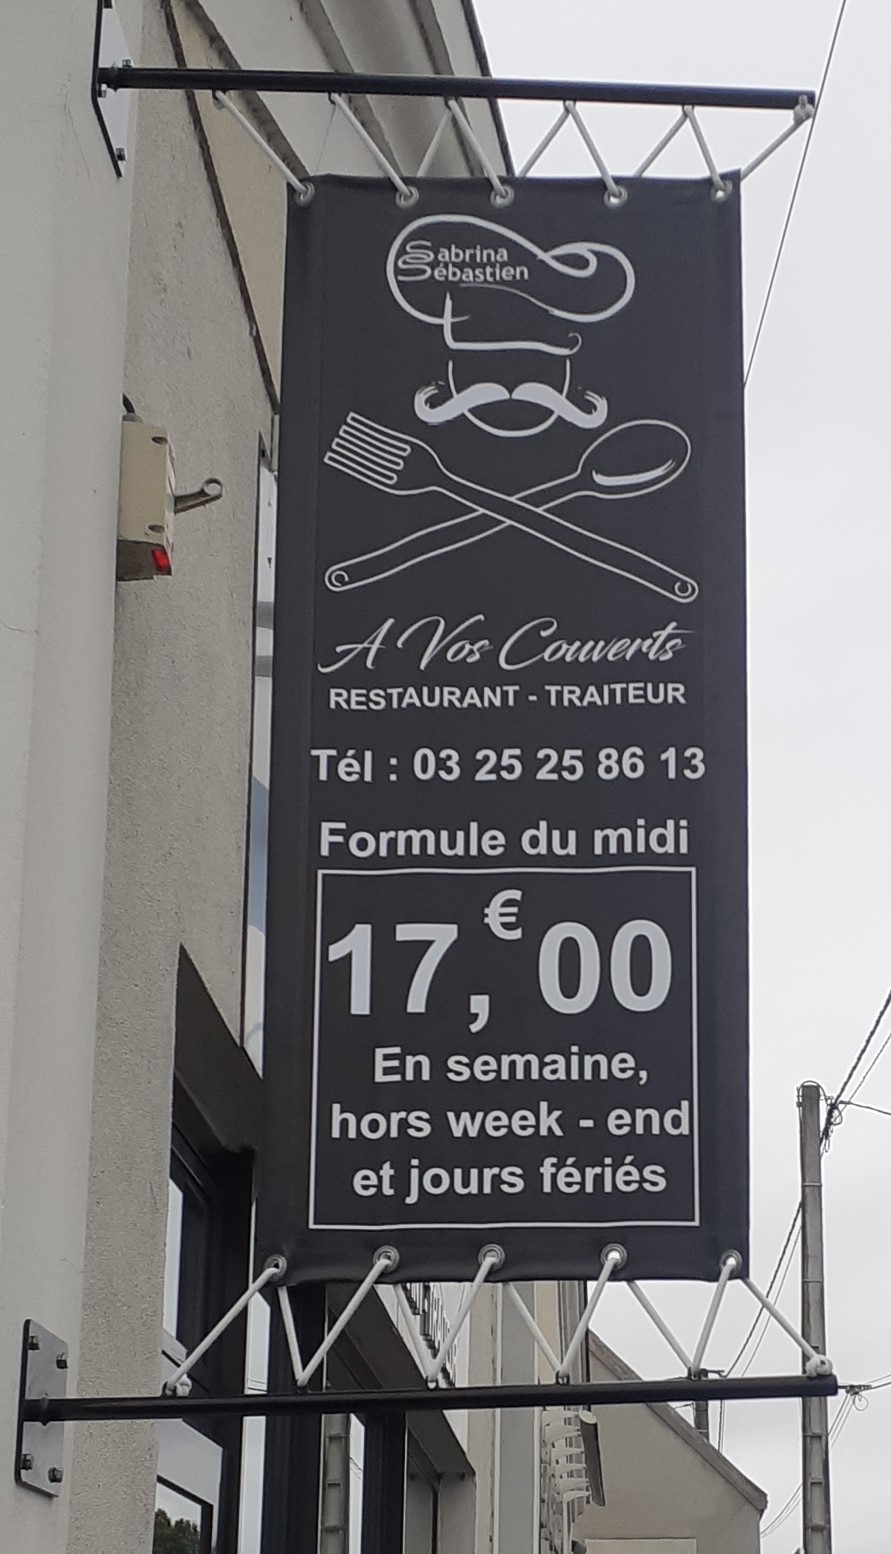 Sabrina
Sébastien
A Vos Couverts
RESTAURANT - TRAITEUR
Tél : 03 25 25 86 13
Formule du midi
17,€00
En semaine,
hors week - end
et jours fériés